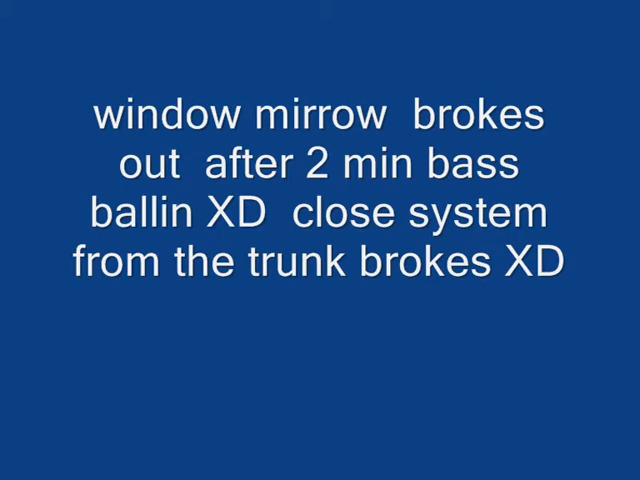 window mirrow  brokes
out  after 2 min bass
ballin XD  close system
from the trunk brokes XD